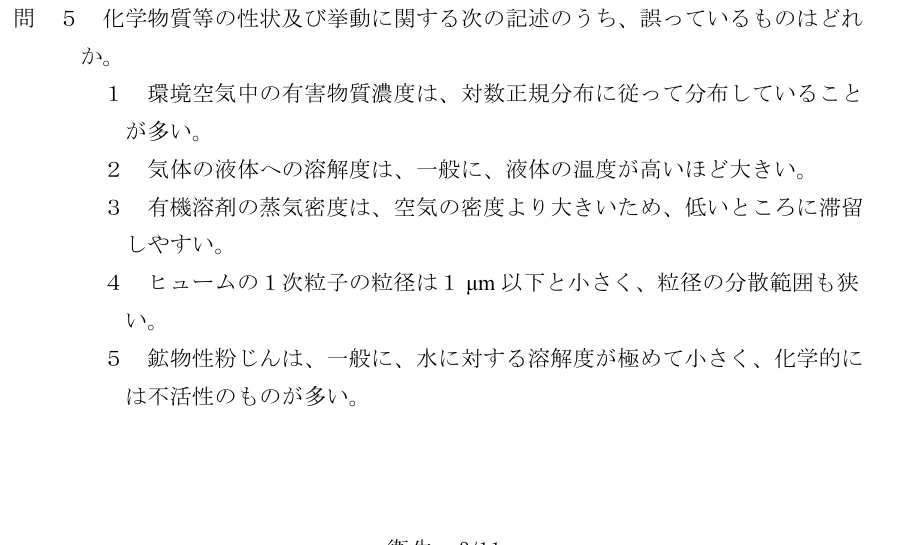 問　５　化学物質等の性状及び挙動に関する次の記述のうち、誤っているものはどれ
か。
１　環境空気中の有害物質濃度は、対数正規分布に従って分布していること
が多い。
２　気体の液体への溶解度は、一般に、液体の温度が高いほど大きい。
３　有機溶剤の蒸気密度は、空気の密度より大きいため、低いところに滞留
しやすい。
４　ヒュームの１次粒子の粒径は１ μm 以下と小さく、粒径の分散範囲も狭
い。
５　鉱物性粉じんは、一般に、水に対する溶解度が極めて小さく、化学的に
は不活性のものが多い。